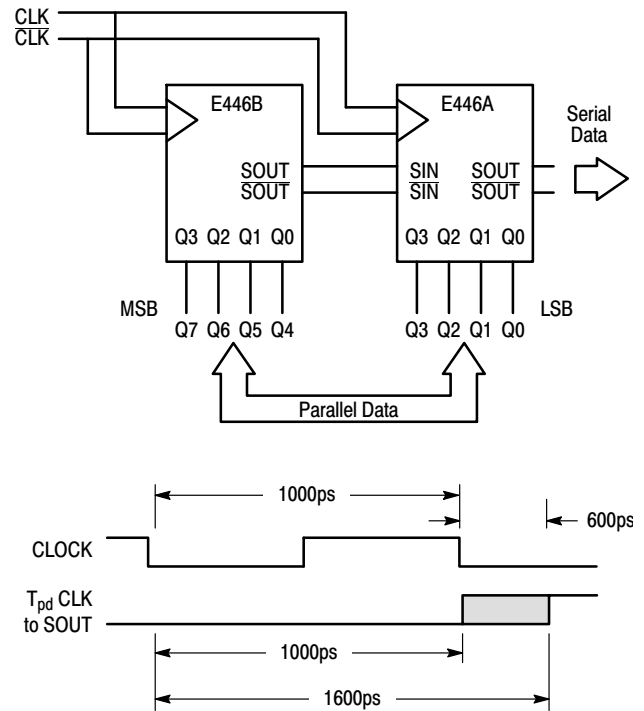 CLK
CLK
E446B
E446A
Serial
Data
SOUT
SOUT
SIN
SIN
SOUT
SOUT
Q3 Q2 Q1 Q0
Q3 Q2 Q1 Q0
MSB
LSB
Q7 Q6 Q5 Q4
Q3 Q2 Q1 Q0
Parallel Data
1000ps
600ps
CLOCK
Tpd CLK
to SOUT
1000ps
1600ps